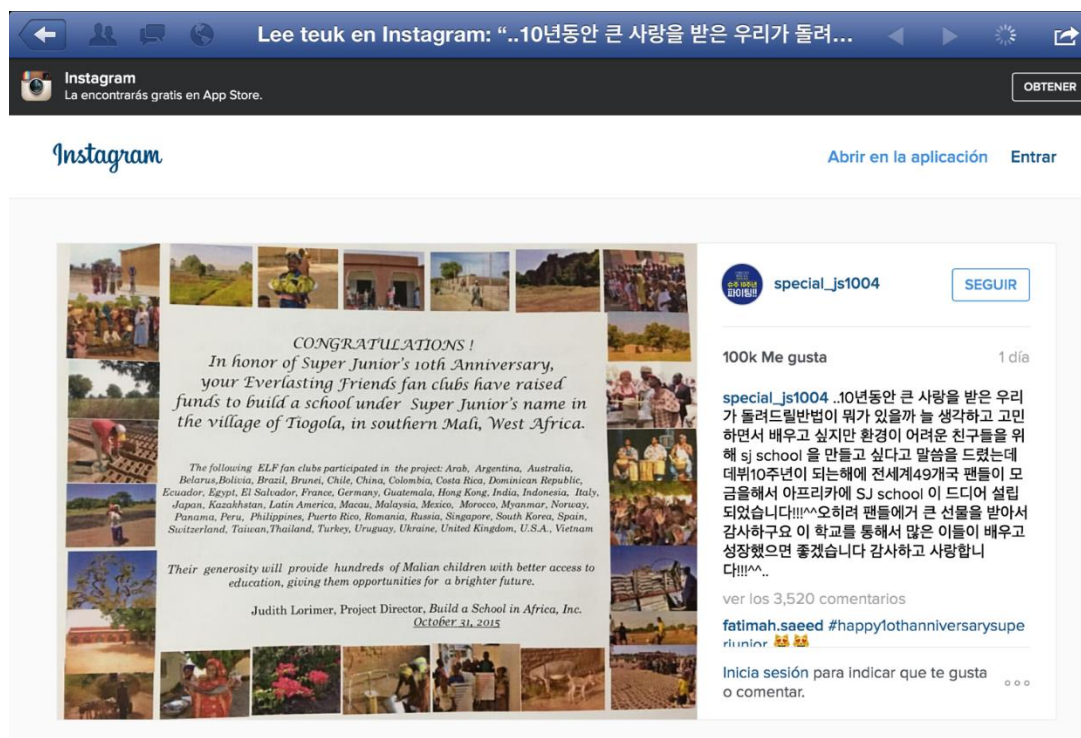 Lee teuk en Instagram: “..10년동안 큰 사랑을 받은 우리가 돌려...
Instagram
La encontrarás gratis en App Store.
OBTENER
Instagram
Abrir en la aplicación
Entrar
CONGRATULATIONS !
In honor of Super Junior's 10th Anniversary,
your Everlasting Friends fan clubs have raised
funds to build a school under Super Junior's name in
the village of Tiogola, in southern Mali, West Africa.
The following ELF fan clubs participated in the project: Arab, Argentina, Australia,
Belarus,Bolivia, Brazil, Brunei, Chile, China, Colombia, Costa Rica, Dominican Republic,
Ecuador, Egypt, El Salvador, France, Germany, Guatemala, Hong Kong, India, Indonesia, Italy,
Japan, Kazakhstan, Latin America, Macau, Malaysia, Mexico, Morocco, Myanmar, Norway,
Panama, Peru, Philippines, Puerto Rico, Romania, Russia, Singapore, South Korea, Spain,
Switzerland, Taiwan,Thailand, Turkey, Uruguay, Ukraine, United Kingdom, U.S.A., Vietnam
Their generosity will provide hundreds of Malian children with better access to
education, giving them opportunities for a brighter future.
Judith Lorimer, Project Director, Build a School in Africa, Inc.
October 31, 2015
슈주 10주년
파이팅!!
special_js1004
SEGUIR
100k Me gusta
1 día
special_js1004 ..10년동안 큰 사랑을 받은 우리
가 돌려드릴반법이 뭐가 있을까 늘 생각하고 고민
하면서 배우고 싶지만 환경이 어려운 친구들을 위
해 sj school 을 만들고 싶다고 말씀을 드렸는데
데뷔10주년이 되는해에 전세계49개국 팬들이 모
금을해서 아프리카에 SJ school 이 드디어 설립
되었습니다!!!^^오히려 팬들에거 큰 선물을 받아서
감사하구요 이 학교를 통해서 많은 이들이 배우고
성장했으면 좋겠습니다 감사하고 사랑합니
다!!!^^..
ver los 3,520 comentarios
fatimah.saeed #happy1othanniversarysupe
rjunior
Inicia sesión para indicar que te gusta
o comentar.